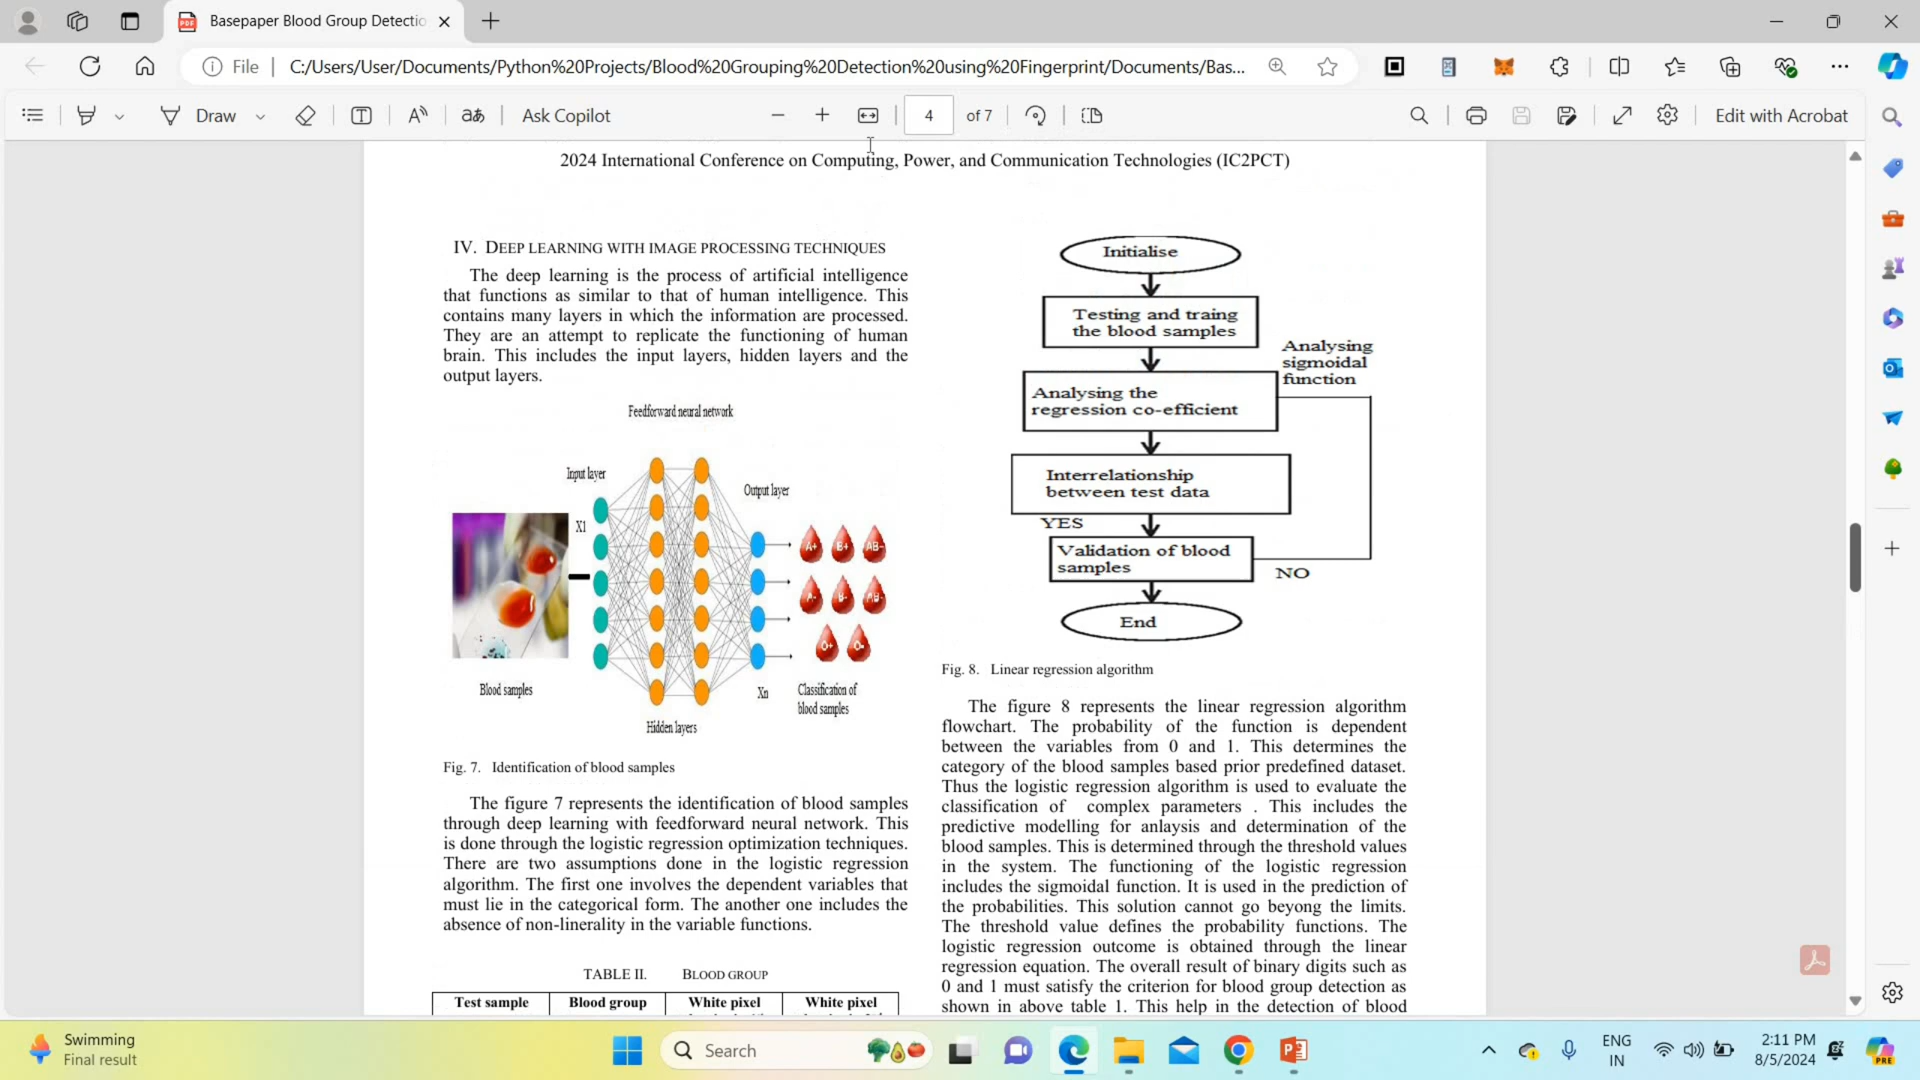 Basepaper Blood Group Detectio
File
C:/Users/User/Documents/Python%20Projects/Blood%20Grouping%20Detection%20using%20Fingerprint/Documents/Bas...
Draw
aあ
Ask Copilot
4
of 7
Edit with Acrobat
2024 International Conference on Computing, Power, and Communication Technologies (IC2PCT)
IV. DEEP LEARNING WITH IMAGE PROCESSING TECHNIQUES
The deep learning is the process of artificial intelligence
that functions as similar to that of human intelligence. This
contains many layers in which the information are processed.
They are an attempt to replicate the functioning of human
brain. This includes the input layers, hidden layers and the
output layers.
Feedforward neural network
Input layer
Output layer
X1
A+ B+ AB-
A- B- AB-
O+
Blood samples
Xn
Classification of
blood samples
Hidden layers
Fig. 7. Identification of blood samples
The figure 7 represents the identification of blood samples
through deep learning with feedforward neural network. This
is done through the logistic regression optimization techniques.
There are two assumptions done in the logistic regression
algorithm. The first one involves the dependent variables that
must lie in the categorical form. The another one includes the
absence of non-linerality in the variable functions.
TABLE II. BLOOD GROUP
Test sample Blood group White pixel White pixel
Initialise
Testing and traing
the blood samples
Analysing
sigmoidal
function
Analysing the
regression co-efficient
Interrelationship
between test data
YES
Validation of blood
samples
NO
End
Fig. 8. Linear regression algorithm
The figure 8 represents the linear regression algorithm
flowchart. The probability of the function is dependent
between the variables from 0 and 1. This determines the
category of the blood samples based prior predefined dataset.
Thus the logistic regression algorithm is used to evaluate the
classification of complex parameters . This includes the
predictive modelling for anlaysis and determination of the
blood samples. This is determined through the threshold values
in the system. The functioning of the logistic regression
includes the sigmoidal function. It is used in the prediction of
the probabilities. This solution cannot go beyong the limits.
The threshold value defines the probability functions. The
logistic regression outcome is obtained through the linear
regression equation. The overall result of binary digits such as
0 and 1 must satisfy the criterion for blood group detection as
shown in above table 1. This help in the detection of blood
Swimming
Final result
Search
ENG
IN
2:11 PM
8/5/2024
PRE